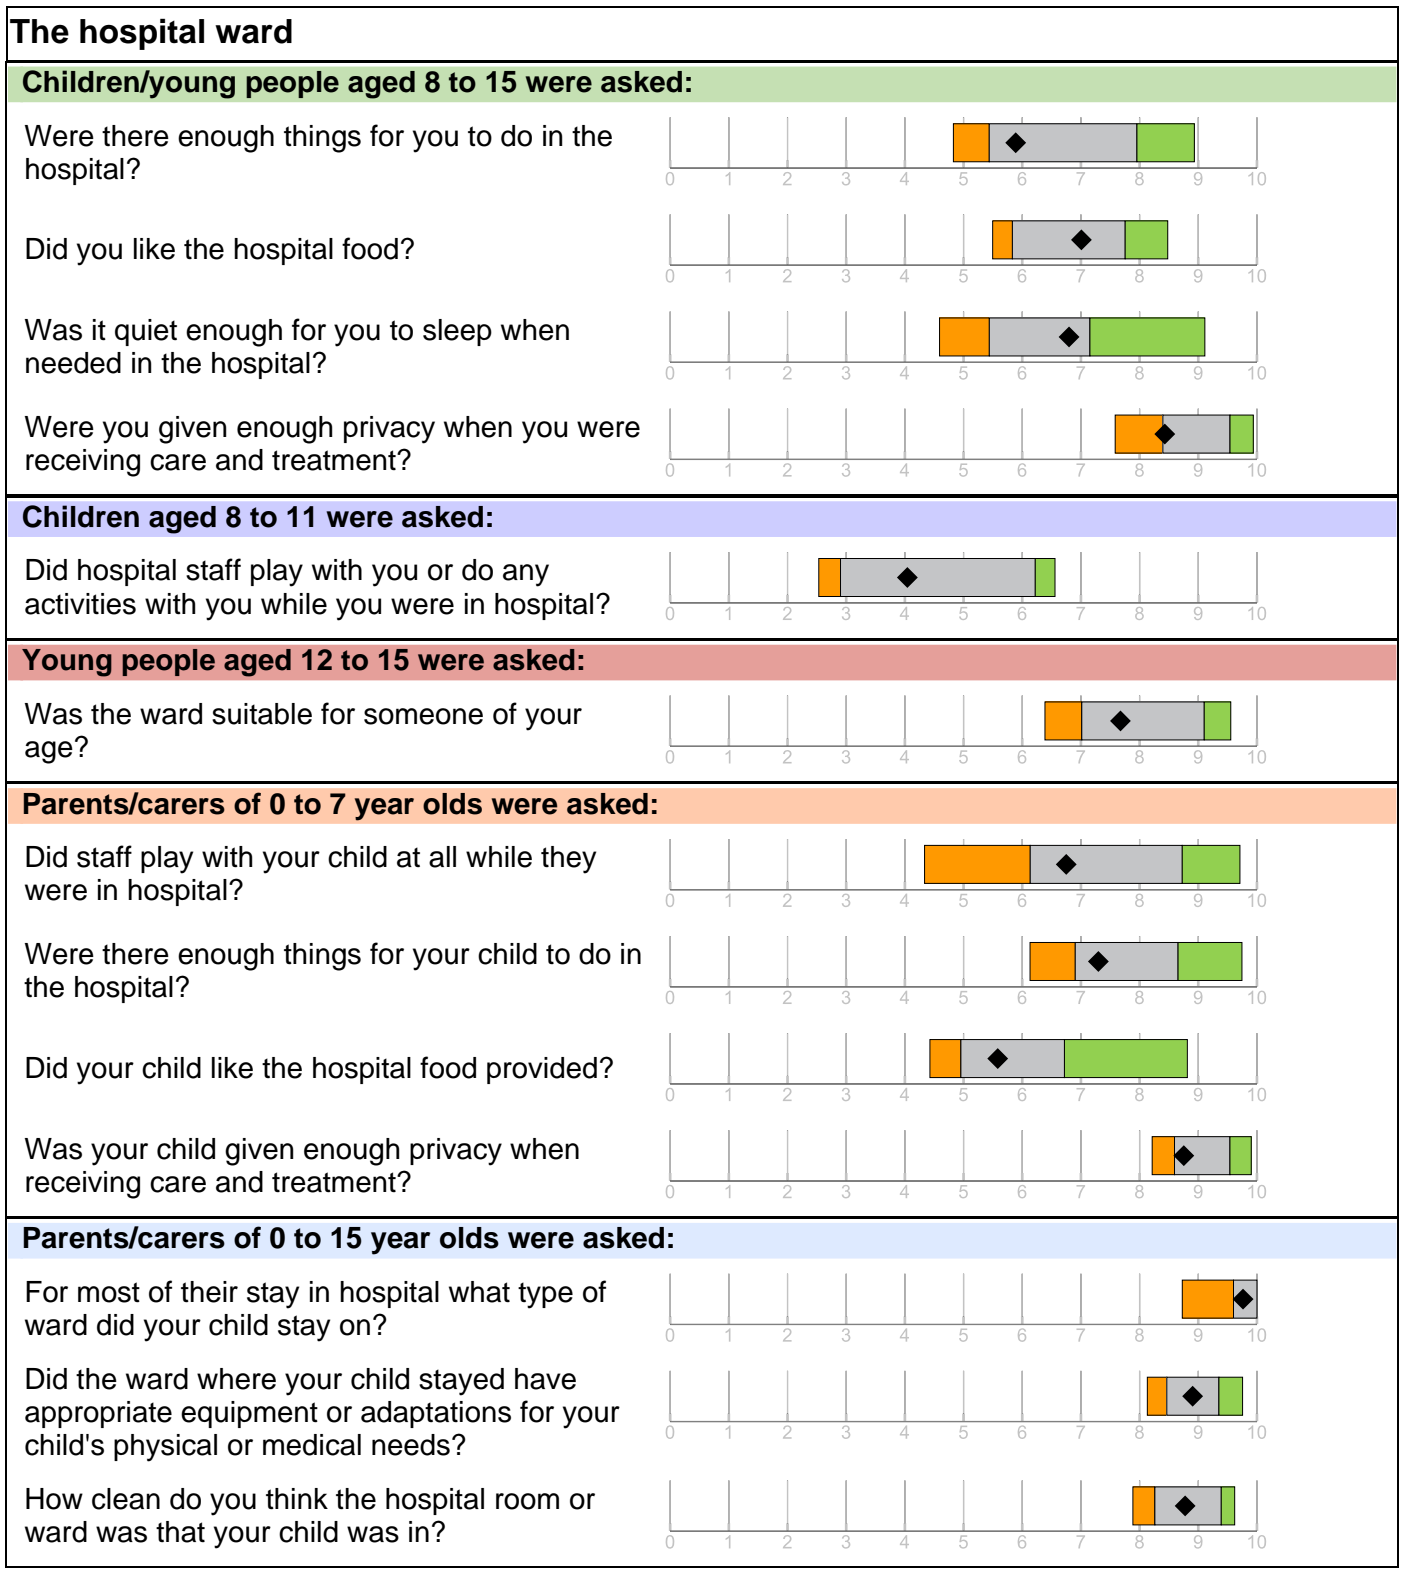 The hospital ward
Children/young people aged 8 to 15 were asked:
Were there enough things for you to do in the
hospital?
0 1 2 3 4 5 6 7 8 9 10
Did you like the hospital food?
0 1 2 3 4 5 6 7 8 9 10
Was it quiet enough for you to sleep when
needed in the hospital?
0 1 2 3 4 5 6 7 8 9 10
Were you given enough privacy when you were
receiving care and treatment?
0 1 2 3 4 5 6 7 8 9 10
Children aged 8 to 11 were asked:
Did hospital staff play with you or do any
activities with you while you were in hospital?
0 1 2 3 4 5 6 7 8 9 10
Young people aged 12 to 15 were asked:
Was the ward suitable for someone of your
age?
0 1 2 3 4 5 6 7 8 9 10
Parents/carers of 0 to 7 year olds were asked:
Did staff play with your child at all while they
were in hospital?
0 1 2 3 4 5 6 7 8 9 10
Were there enough things for your child to do in
the hospital?
0 1 2 3 4 5 6 7 8 9 10
Did your child like the hospital food provided?
0 1 2 3 4 5 6 7 8 9 10
Was your child given enough privacy when
receiving care and treatment?
0 1 2 3 4 5 6 7 8 9 10
Parents/carers of 0 to 15 year olds were asked:
For most of their stay in hospital what type of
ward did your child stay on?
0 1 2 3 4 5 6 7 8 9 10
Did the ward where your child stayed have
appropriate equipment or adaptations for your
child's physical or medical needs?
0 1 2 3 4 5 6 7 8 9 10
How clean do you think the hospital room or
ward was that your child was in?
0 1 2 3 4 5 6 7 8 9 10